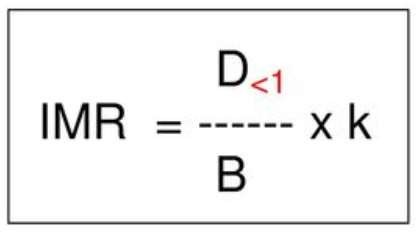 D<1
IMR = ------ x k
B